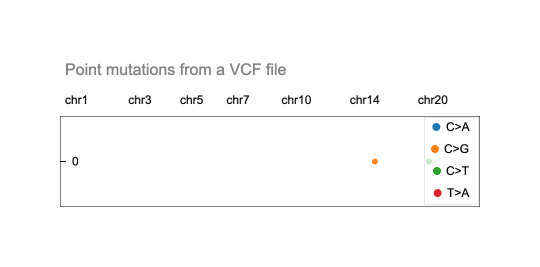 Point mutations from a VCF file
chr1 chr3 chr5 chr7 chr10 chr14 chr20
C>A
C>G
0
C>T
T>A